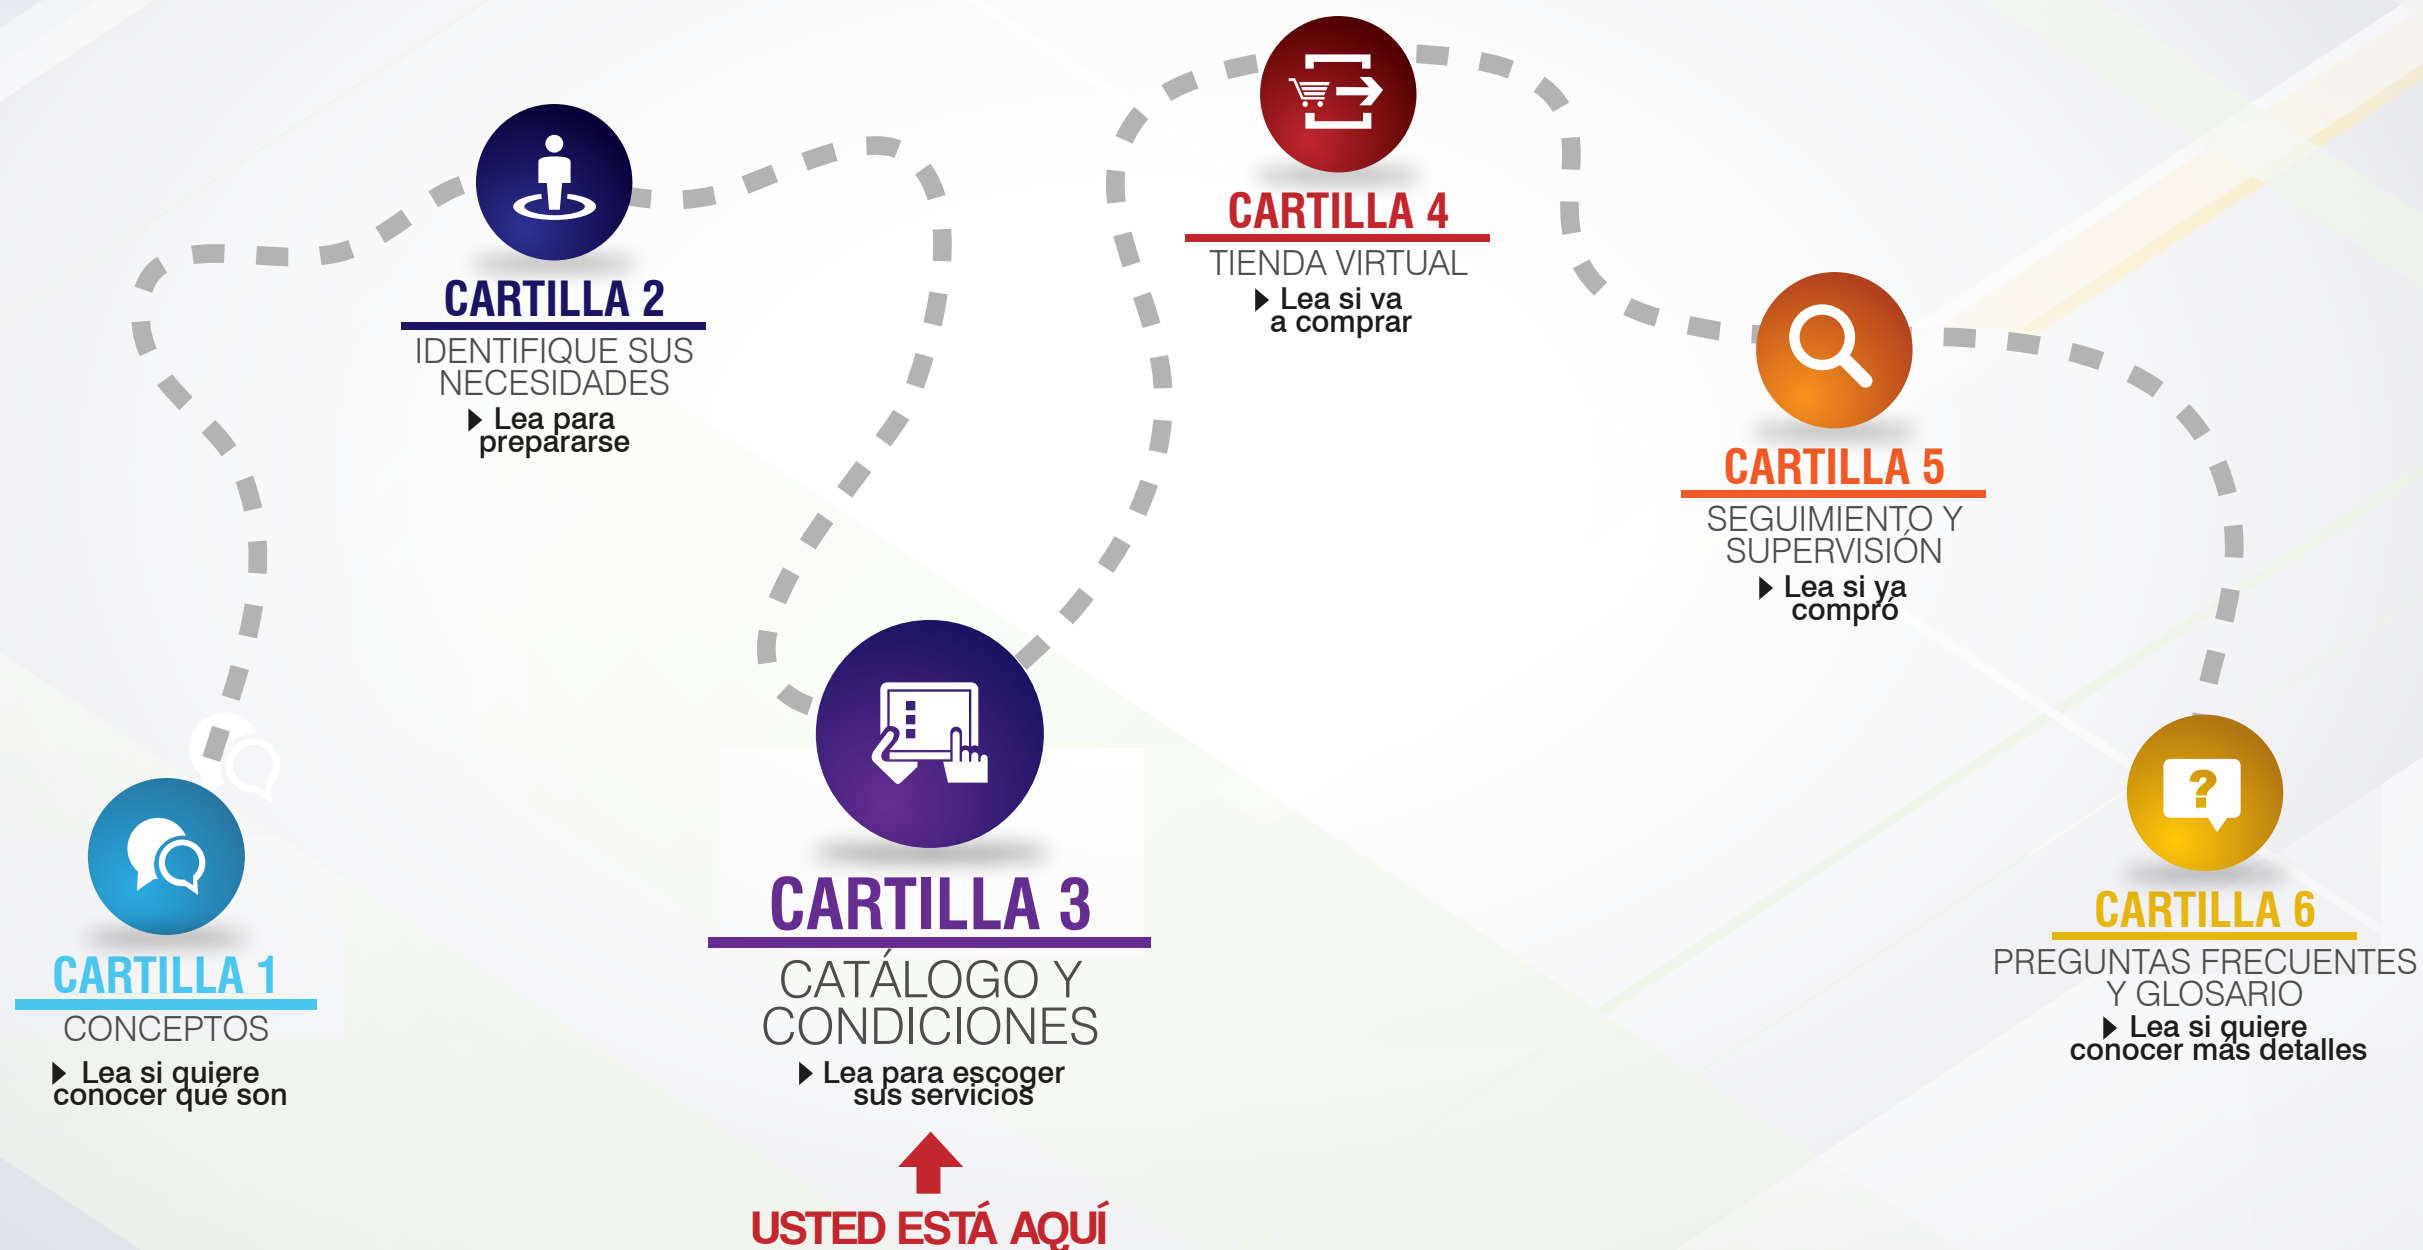 CARTILLA 1
CONCEPTOS
Lea si quiere
conocer qué son
CARTILLA 2
IDENTIFIQUE SUS
NECESIDADES
Lea para
prepararse
CARTILLA 3
CATÁLOGO Y
CONDICIONES
Lea para escoger
sus servicios
USTED ESTÁ AQUÍ
CARTILLA 4
TIENDA VIRTUAL
Lea si va
a comprar
CARTILLA 5
SEGUIMIENTO Y
SUPERVISIÓN
Lea si ya
compró
?
CARTILLA 6
PREGUNTAS FRECUENTES
Y GLOSARIO
Lea si quiere
conocer más detalles